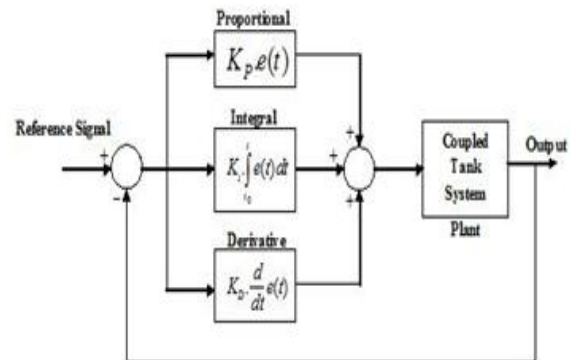 Proportional
K_P.e(t)
Reference Signal
+
−
Integral
K_i.∫_{t_0}^{t} e(t)dt
Derivative
K_D.d/dt e(t)
+
+
+
Coupled
Tank
System
Plant
Output